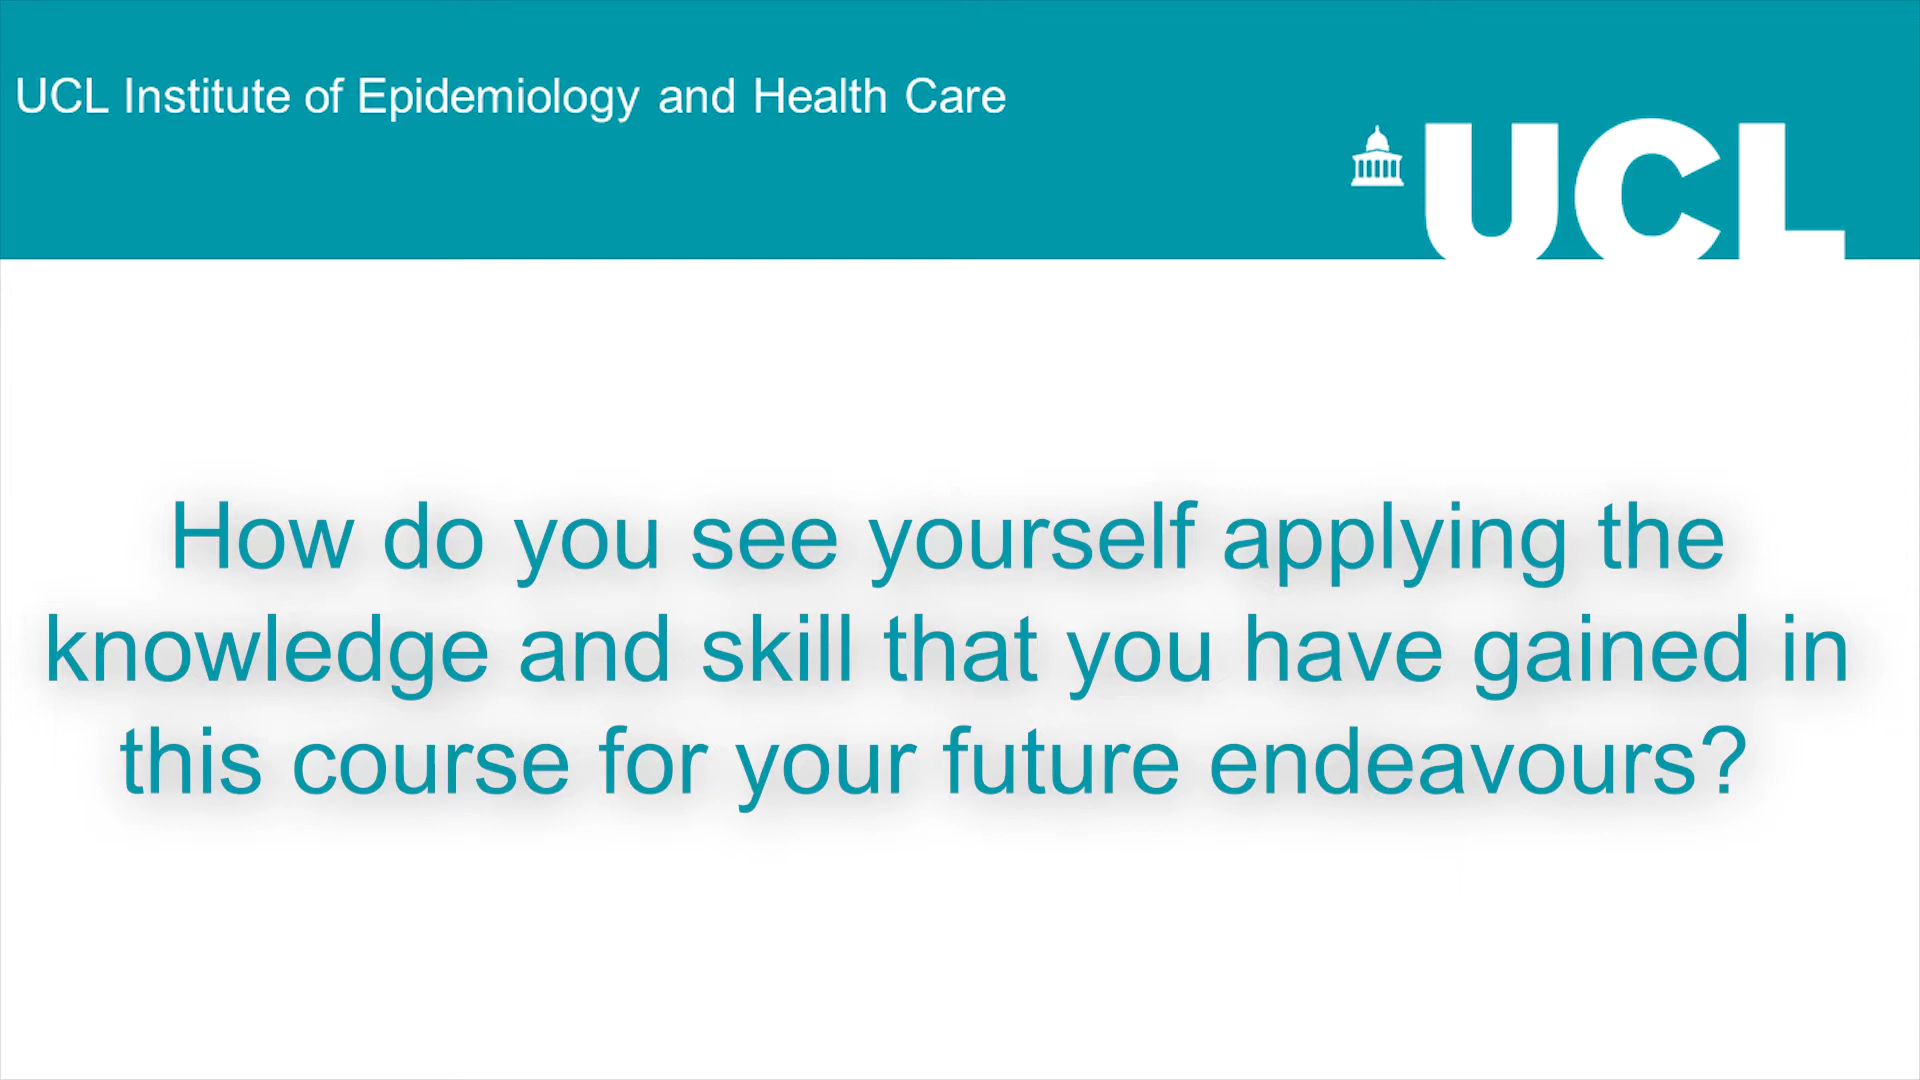 UCL Institute of Epidemiology and Health Care
UCL
How do you see yourself applying the
knowledge and skill that you have gained in
this course for your future endeavours?